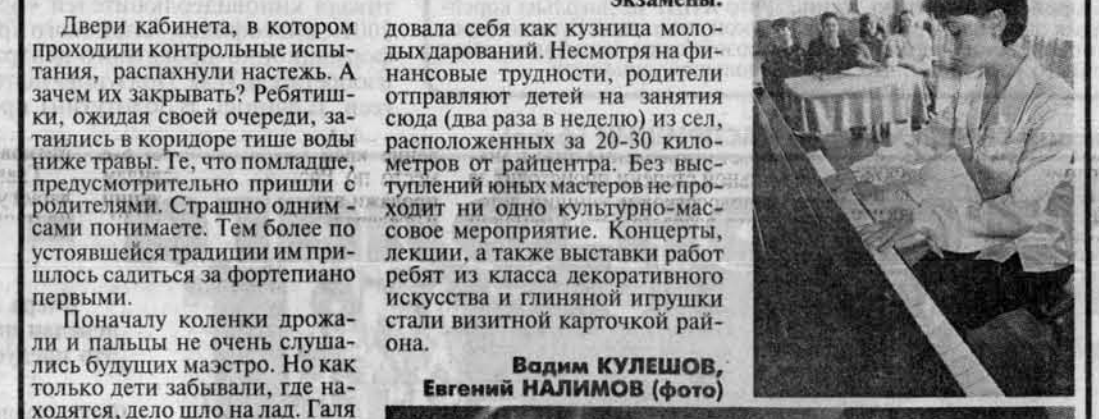 Двери кабинета, в котором
проходили контрольные испы-
тания, распахнули настежь. А
зачем их закрывать? Ребятиш-
ки, ожидая своей очереди, за-
таились в коридоре тише воды
ниже травы. Те, что помладше,
предусмотрительно пришли с
родителями. Страшно одним -
сами понимаете. Тем более по
устоявшейся традиции им при-
шлось садиться за фортепиано
первыми.
Поначалу коленки дрожа-
ли и пальцы не очень слуша-
лись будущих маэстро. Но как
только дети забывали, где на-
ходятся, дело шло на лад. Галя
экзамены.
довала себя как кузница моло-
дых дарований. Несмотря на фи-
нансовые трудности, родители
отправляют детей на занятия
сюда (два раза в неделю) из сел,
расположенных за 20-30 кило-
метров от райцентра. Без выс-
туплений юных мастеров не про-
ходит ни одно культурно-мас-
совое мероприятие. Концерты,
лекции, а также выставки работ
ребят из класса декоративного
искусства и глиняной игрушки
стали визитной карточкой рай-
она.
Вадим КУЛЕШОВ,
Евгений НАЛИМОВ (фото)